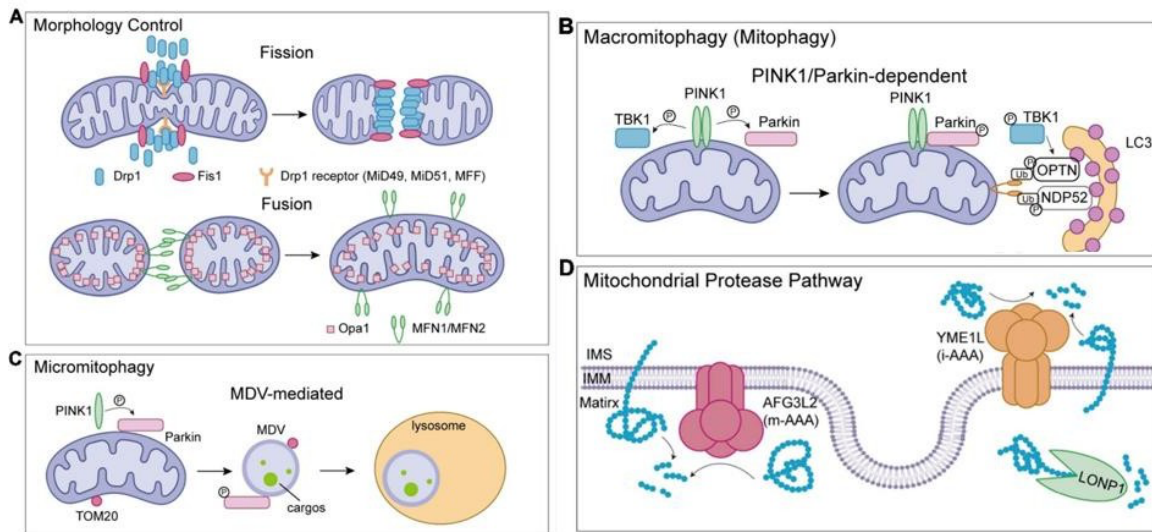 A
Morphology Control
Fission
Drp1
Fis1
Drp1 receptor (MiD49, MiD51, MFF)
Fusion
Opa1
MFN1/MFN2
B
Macromitophagy (Mitophagy)
PINK1/Parkin-dependent
PINK1
TBK1
P
P
Parkin
PINK1
Parkin
P
P
TBK1
LC3
P
Ub
OPTN
Ub
NDP52
P
C
Micromitophagy
MDV-mediated
PINK1
P
Parkin
TOM20
MDV
P
cargos
lysosome
D
Mitochondrial Protease Pathway
IMS
IMM
Matirx
AFG3L2
(m-AAA)
YME1L
(i-AAA)
LONP1